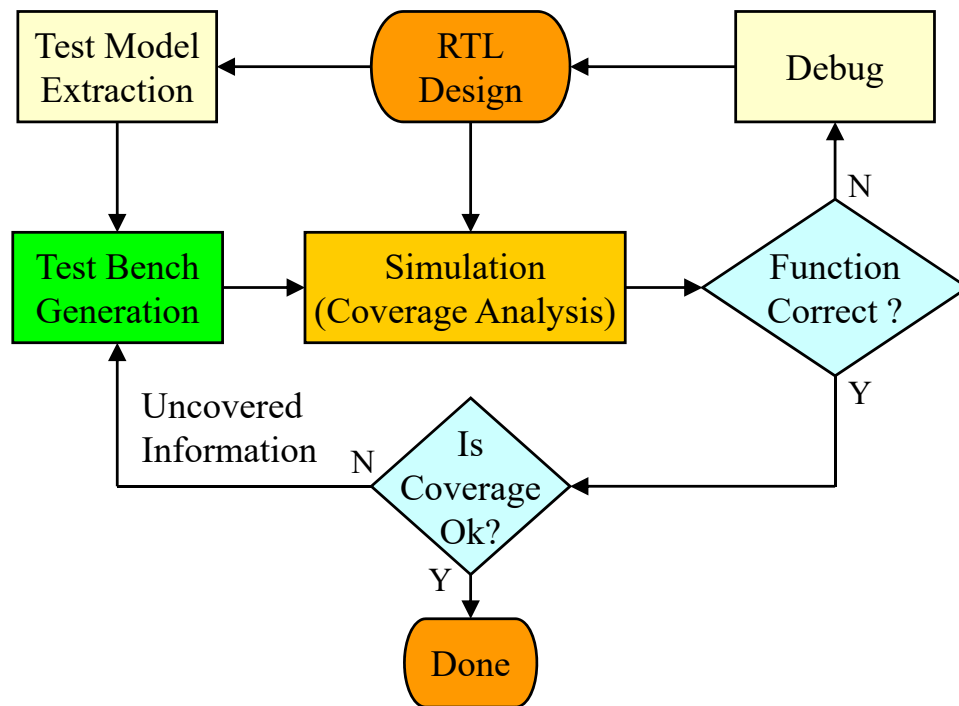 Test Model
Extraction
RTL
Design
Debug
N
Test Bench
Generation
Simulation
(Coverage Analysis)
Function
Correct ?
Y
Uncovered
Information
N
Is
Coverage
Ok?
Y
Done